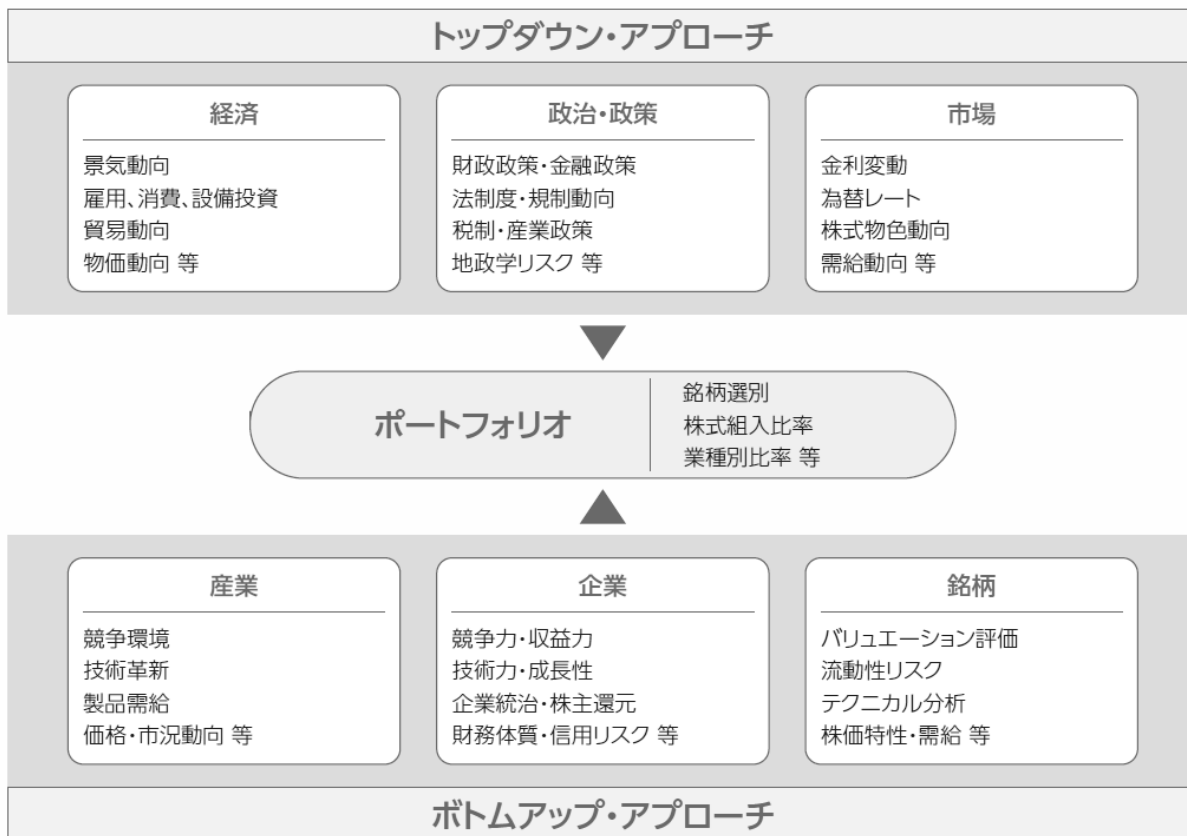 トップダウン・アプローチ
経済
景気動向
雇用、消費、設備投資
貿易動向
物価動向 等
政治・政策
財政政策・金融政策
法制度・規制動向
税制・産業政策
地政学リスク 等
市場
金利変動
為替レート
株式物色動向
需給動向 等
ポートフォリオ
銘柄選別
株式組入比率
業種別比率 等
産業
競争環境
技術革新
製品需給
価格・市況動向 等
企業
競争力・収益力
技術力・成長性
企業統治・株主還元
財務体質・信用リスク 等
銘柄
バリュエーション評価
流動性リスク
テクニカル分析
株価特性・需給 等
ボトムアップ・アプローチ